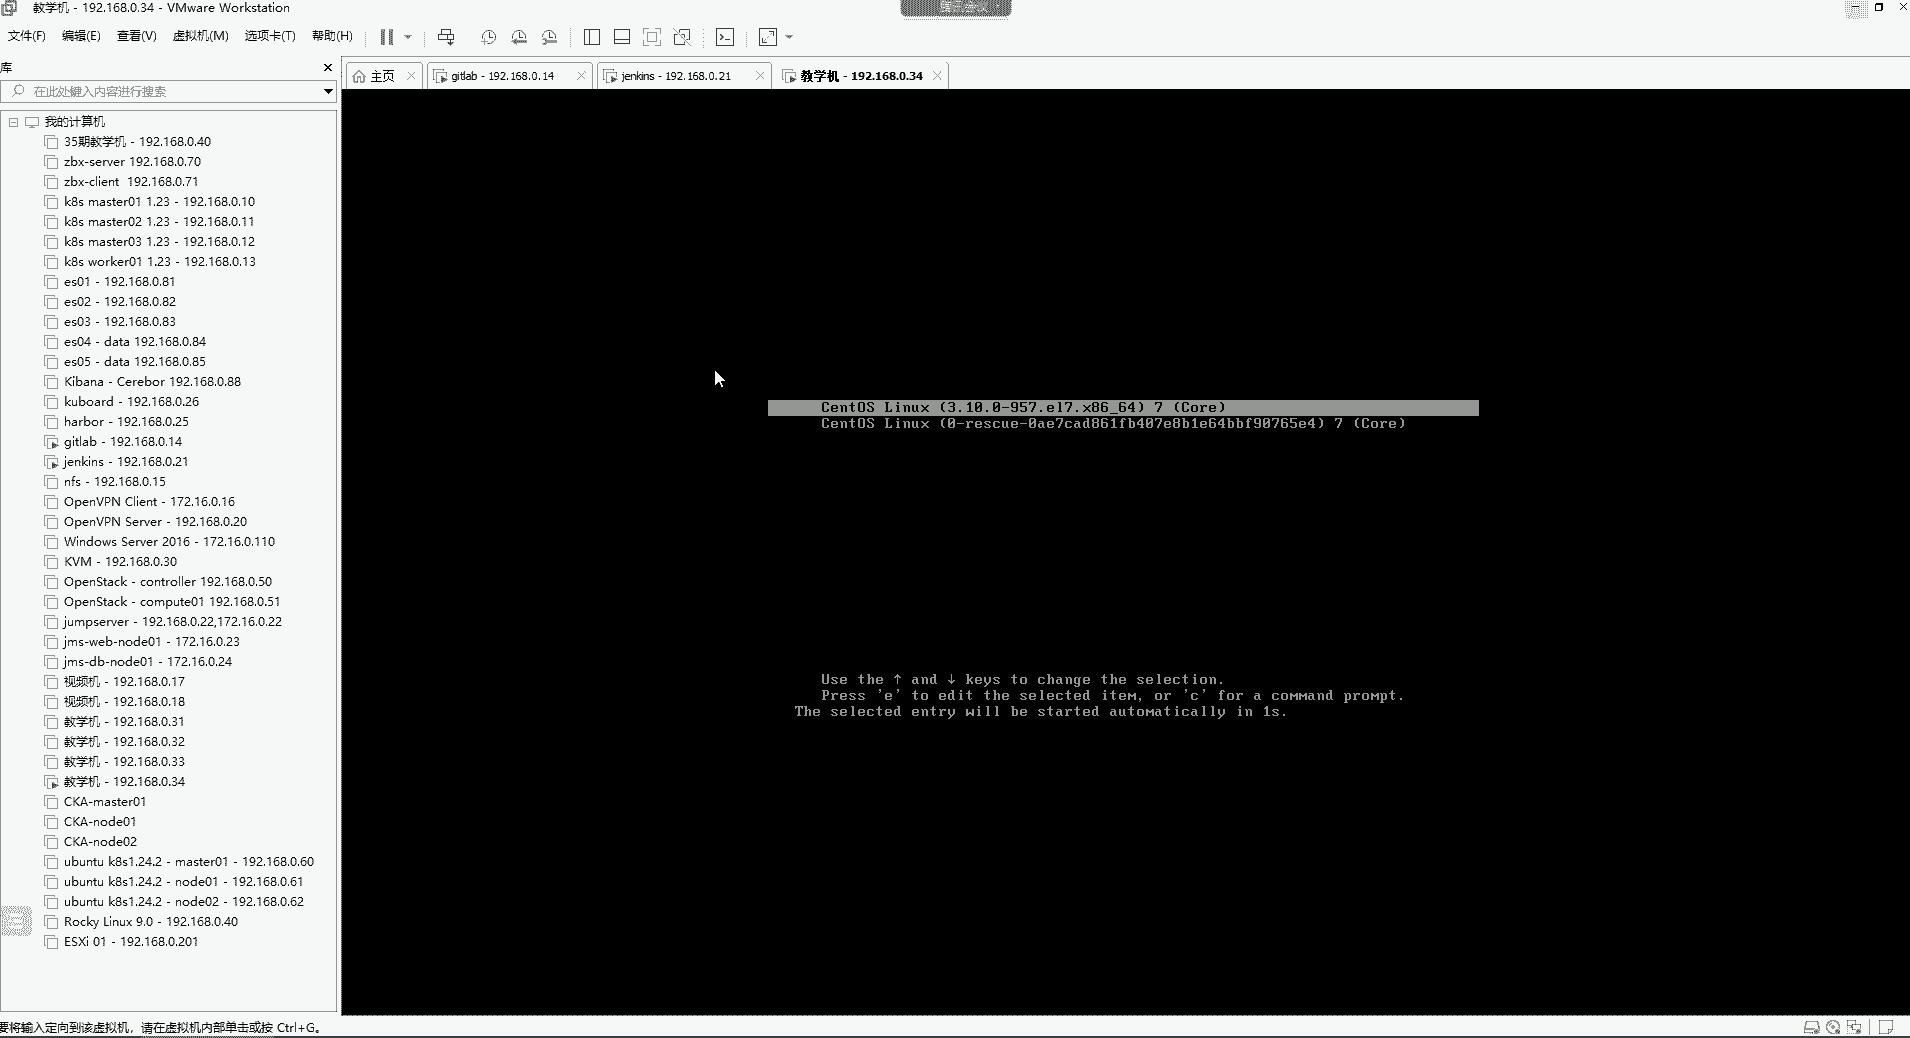 教学机 - 192.168.0.34 - VMware Workstation
文件(F) 编辑(E) 查看(V) 虚拟机(M) 选项卡(T) 帮助(H)
库
在此处键入内容进行搜索
我的计算机
35期教学机 - 192.168.0.40
zbx-server 192.168.0.70
zbx-client 192.168.0.71
k8s master01 1.23 - 192.168.0.10
k8s master02 1.23 - 192.168.0.11
k8s master03 1.23 - 192.168.0.12
k8s worker01 1.23 - 192.168.0.13
es01 - 192.168.0.81
es02 - 192.168.0.82
es03 - 192.168.0.83
es04 - data 192.168.0.84
es05 - data 192.168.0.85
Kibana - Cerebor 192.168.0.88
kuboard - 192.168.0.26
harbor - 192.168.0.25
gitlab - 192.168.0.14
jenkins - 192.168.0.21
nfs - 192.168.0.15
OpenVPN Client - 172.16.0.16
OpenVPN Server - 192.168.0.20
Windows Server 2016 - 172.16.0.110
KVM - 192.168.0.30
OpenStack - controller 192.168.0.50
OpenStack - compute01 192.168.0.51
jumpserver - 192.168.0.22,172.16.0.22
jms-web-node01 - 172.16.0.23
jms-db-node01 - 172.16.0.24
视频机 - 192.168.0.17
视频机 - 192.168.0.18
教学机 - 192.168.0.31
教学机 - 192.168.0.32
教学机 - 192.168.0.33
教学机 - 192.168.0.34
CKA-master01
CKA-node01
CKA-node02
ubuntu k8s1.24.2 - master01 - 192.168.0.60
ubuntu k8s1.24.2 - node01 - 192.168.0.61
ubuntu k8s1.24.2 - node02 - 192.168.0.62
Rocky Linux 9.0 - 192.168.0.40
ESXi 01 - 192.168.0.201
主页 gitlab - 192.168.0.14 jenkins - 192.168.0.21 教学机 - 192.168.0.34
CentOS Linux (3.10.0-957.el7.x86_64) 7 (Core)
CentOS Linux (0-rescue-0ae7cad861fb407e8b1e64bbf90765e4) 7 (Core)
Use the ↑ and ↓ keys to change the selection.
Press 'e' to edit the selected item, or 'c' for a command prompt.
The selected entry will be started automatically in 1s.
要将输入定向到该虚拟机，请在虚拟机内部单击或按 Ctrl+G。